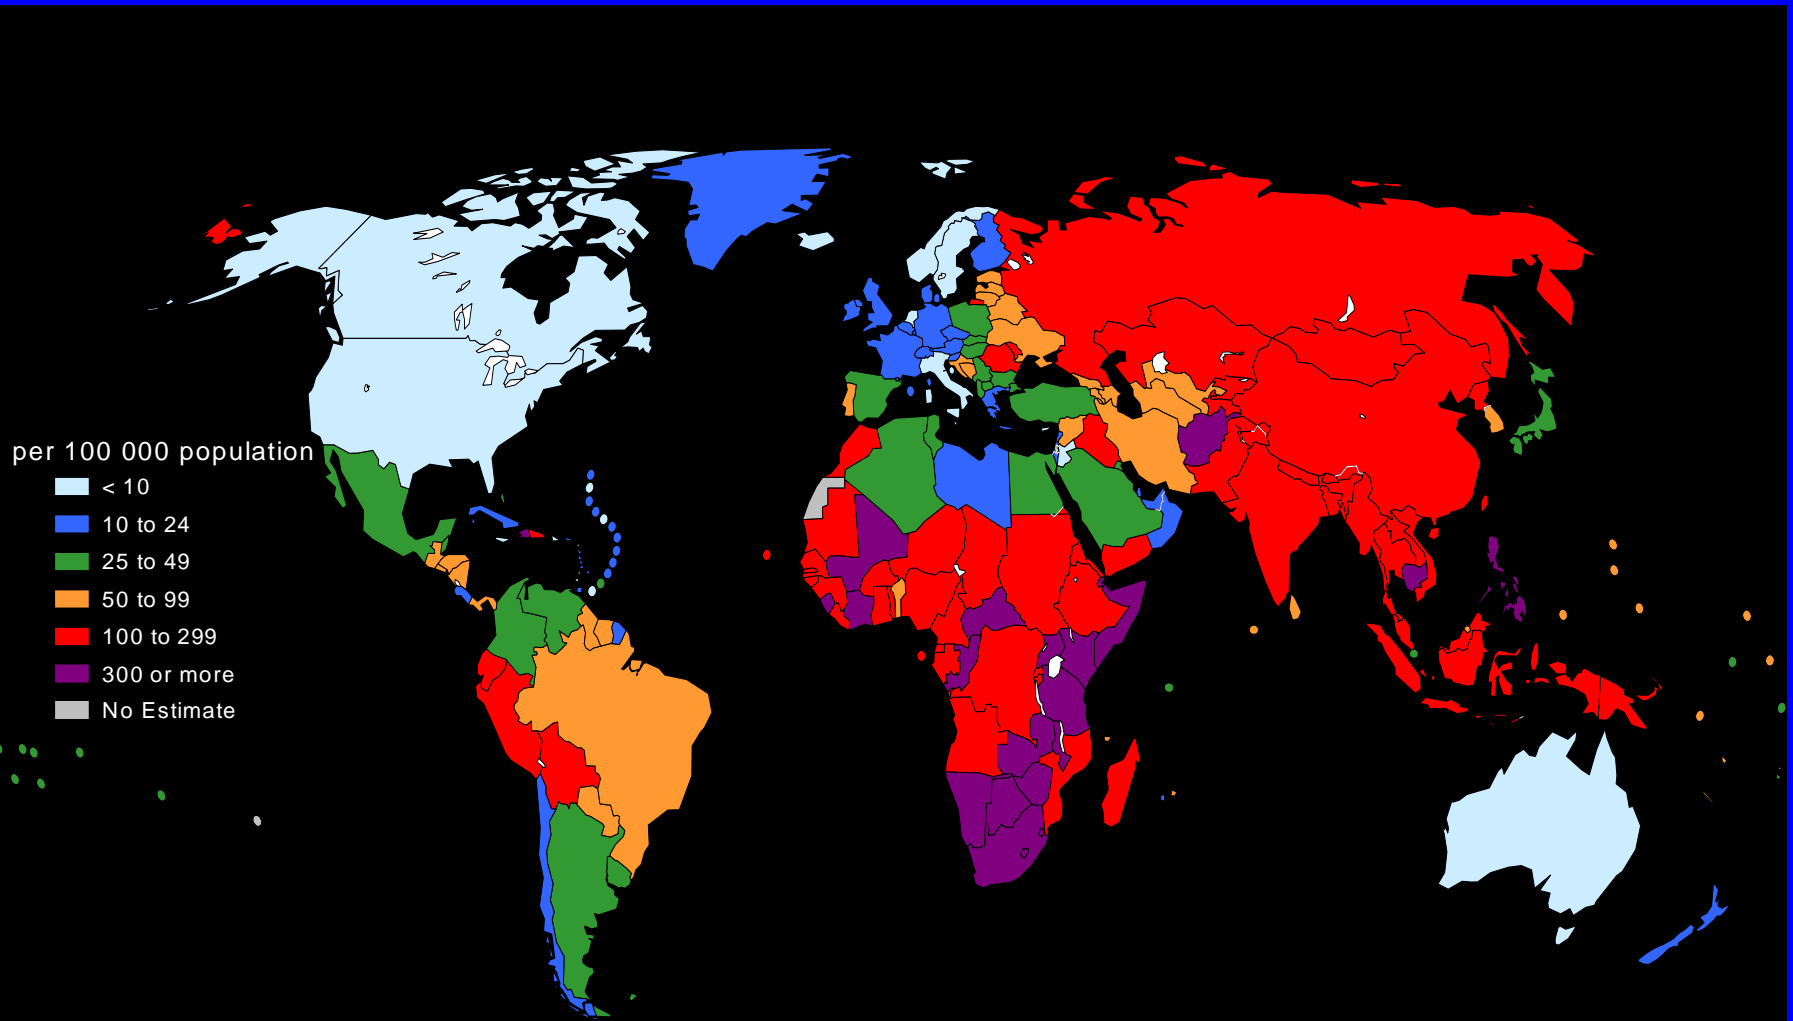 per 100 000 population
< 10
10 to 24
25 to 49
50 to 99
100 to 299
300 or more
No Estimate